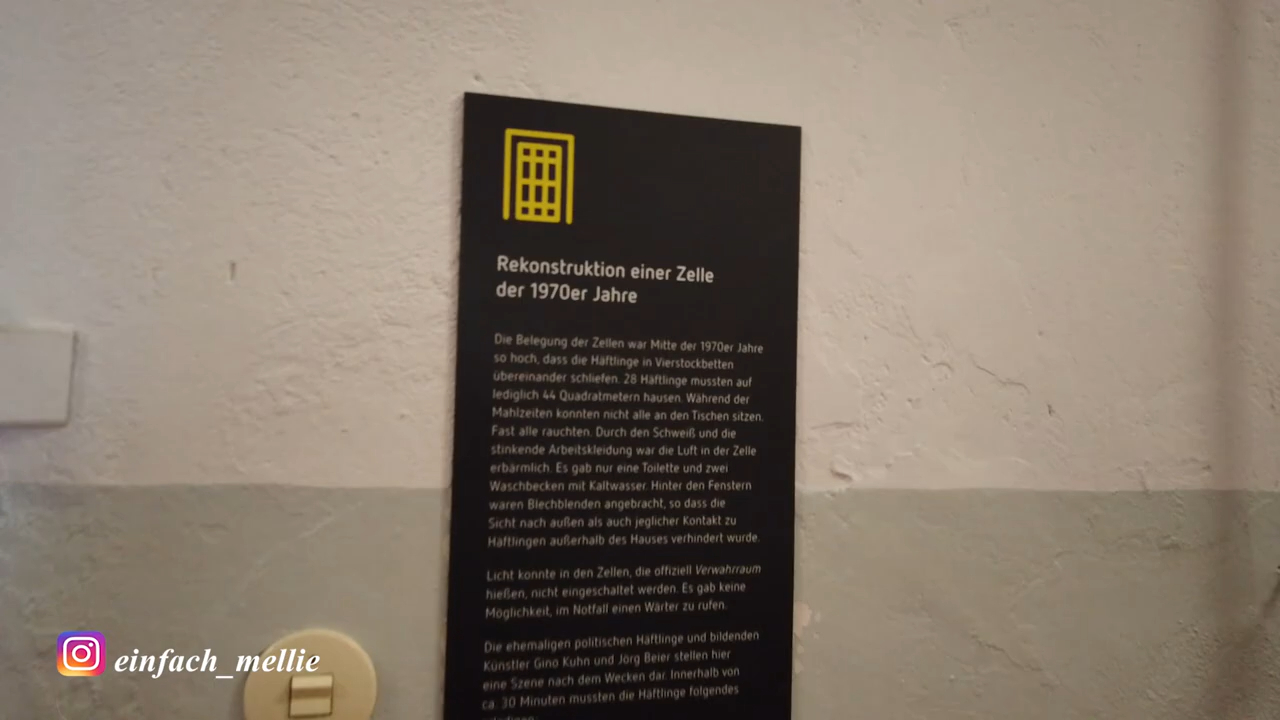 Rekonstruktion einer Zelle
der 1970er Jahre
Die Belegung der Zellen war Mitte der 1970er Jahre
so hoch, dass die Häftlinge in Vierstockbetten
übereinander schliefen. 28 Häftlinge mussten auf
lediglich 44 Quadratmetern hausen. Während der
Mahlzeiten konnten nicht alle an den Tischen sitzen.
Fast alle rauchten. Durch den Schweiß und die
stinkende Arbeitskleidung war die Luft in der Zelle
erbärmlich. Es gab nur eine Toilette und zwei
Waschbecken mit Kaltwasser. Hinter den Fenstern
waren Blechblenden angebracht, so dass die
Sicht nach außen als auch jeglicher Kontakt zu
Häftlingen außerhalb des Hauses verhindert wurde.
Licht konnte in den Zellen, die offiziell Verwahrraum
hießen, nicht eingeschaltet werden. Es gab keine
Möglichkeit, im Notfall einen Wärter zu rufen.
Die ehemaligen politischen Häftlinge und bildenden
Künstler Gino Kuhn und Jörg Beier stellen hier
eine Szene nach dem Wecken dar. Innerhalb von
ca. 30 Minuten mussten die Häftlinge folgendes
einfach_mellie